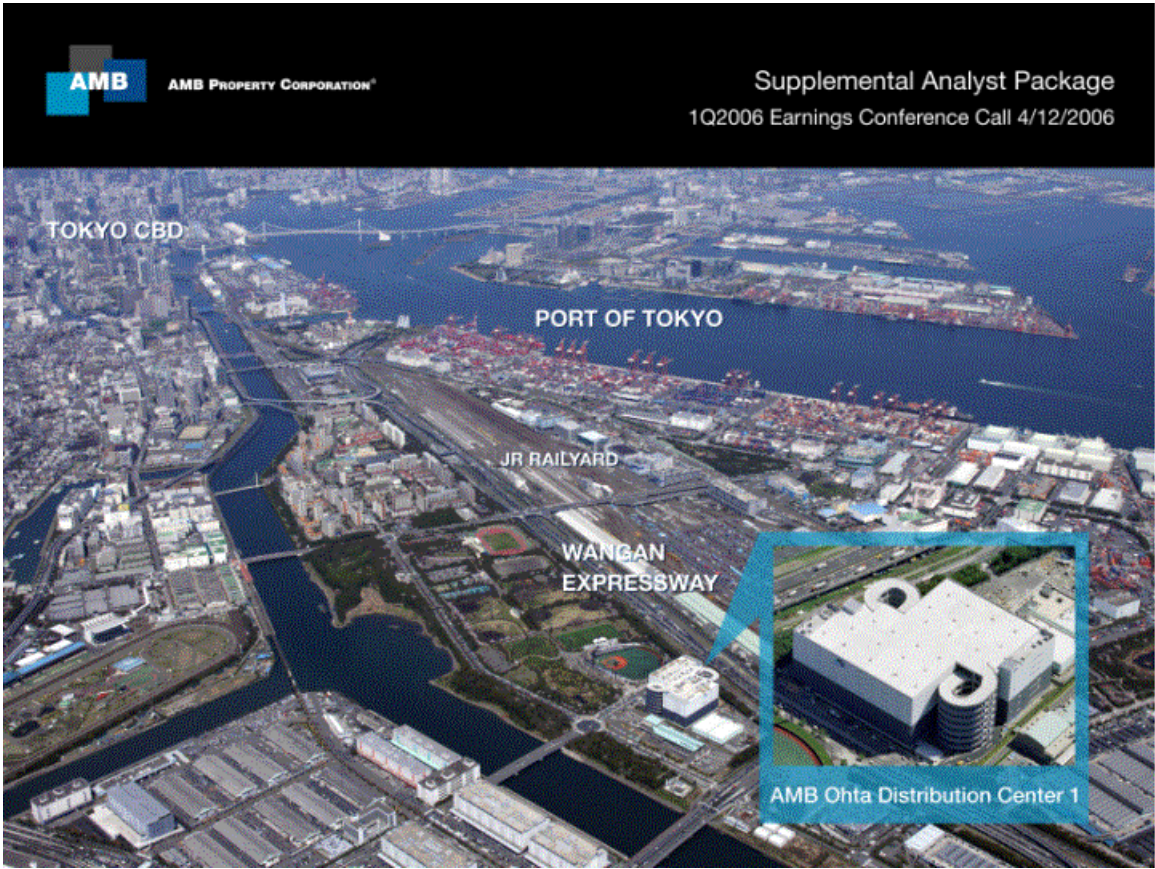 AMB
AMB PROPERTY CORPORATION®
Supplemental Analyst Package
1Q2006 Earnings Conference Call 4/12/2006
TOKYO CBD
PORT OF TOKYO
JR RAILYARD
WANGAN
EXPRESSWAY
AMB Ohta Distribution Center 1